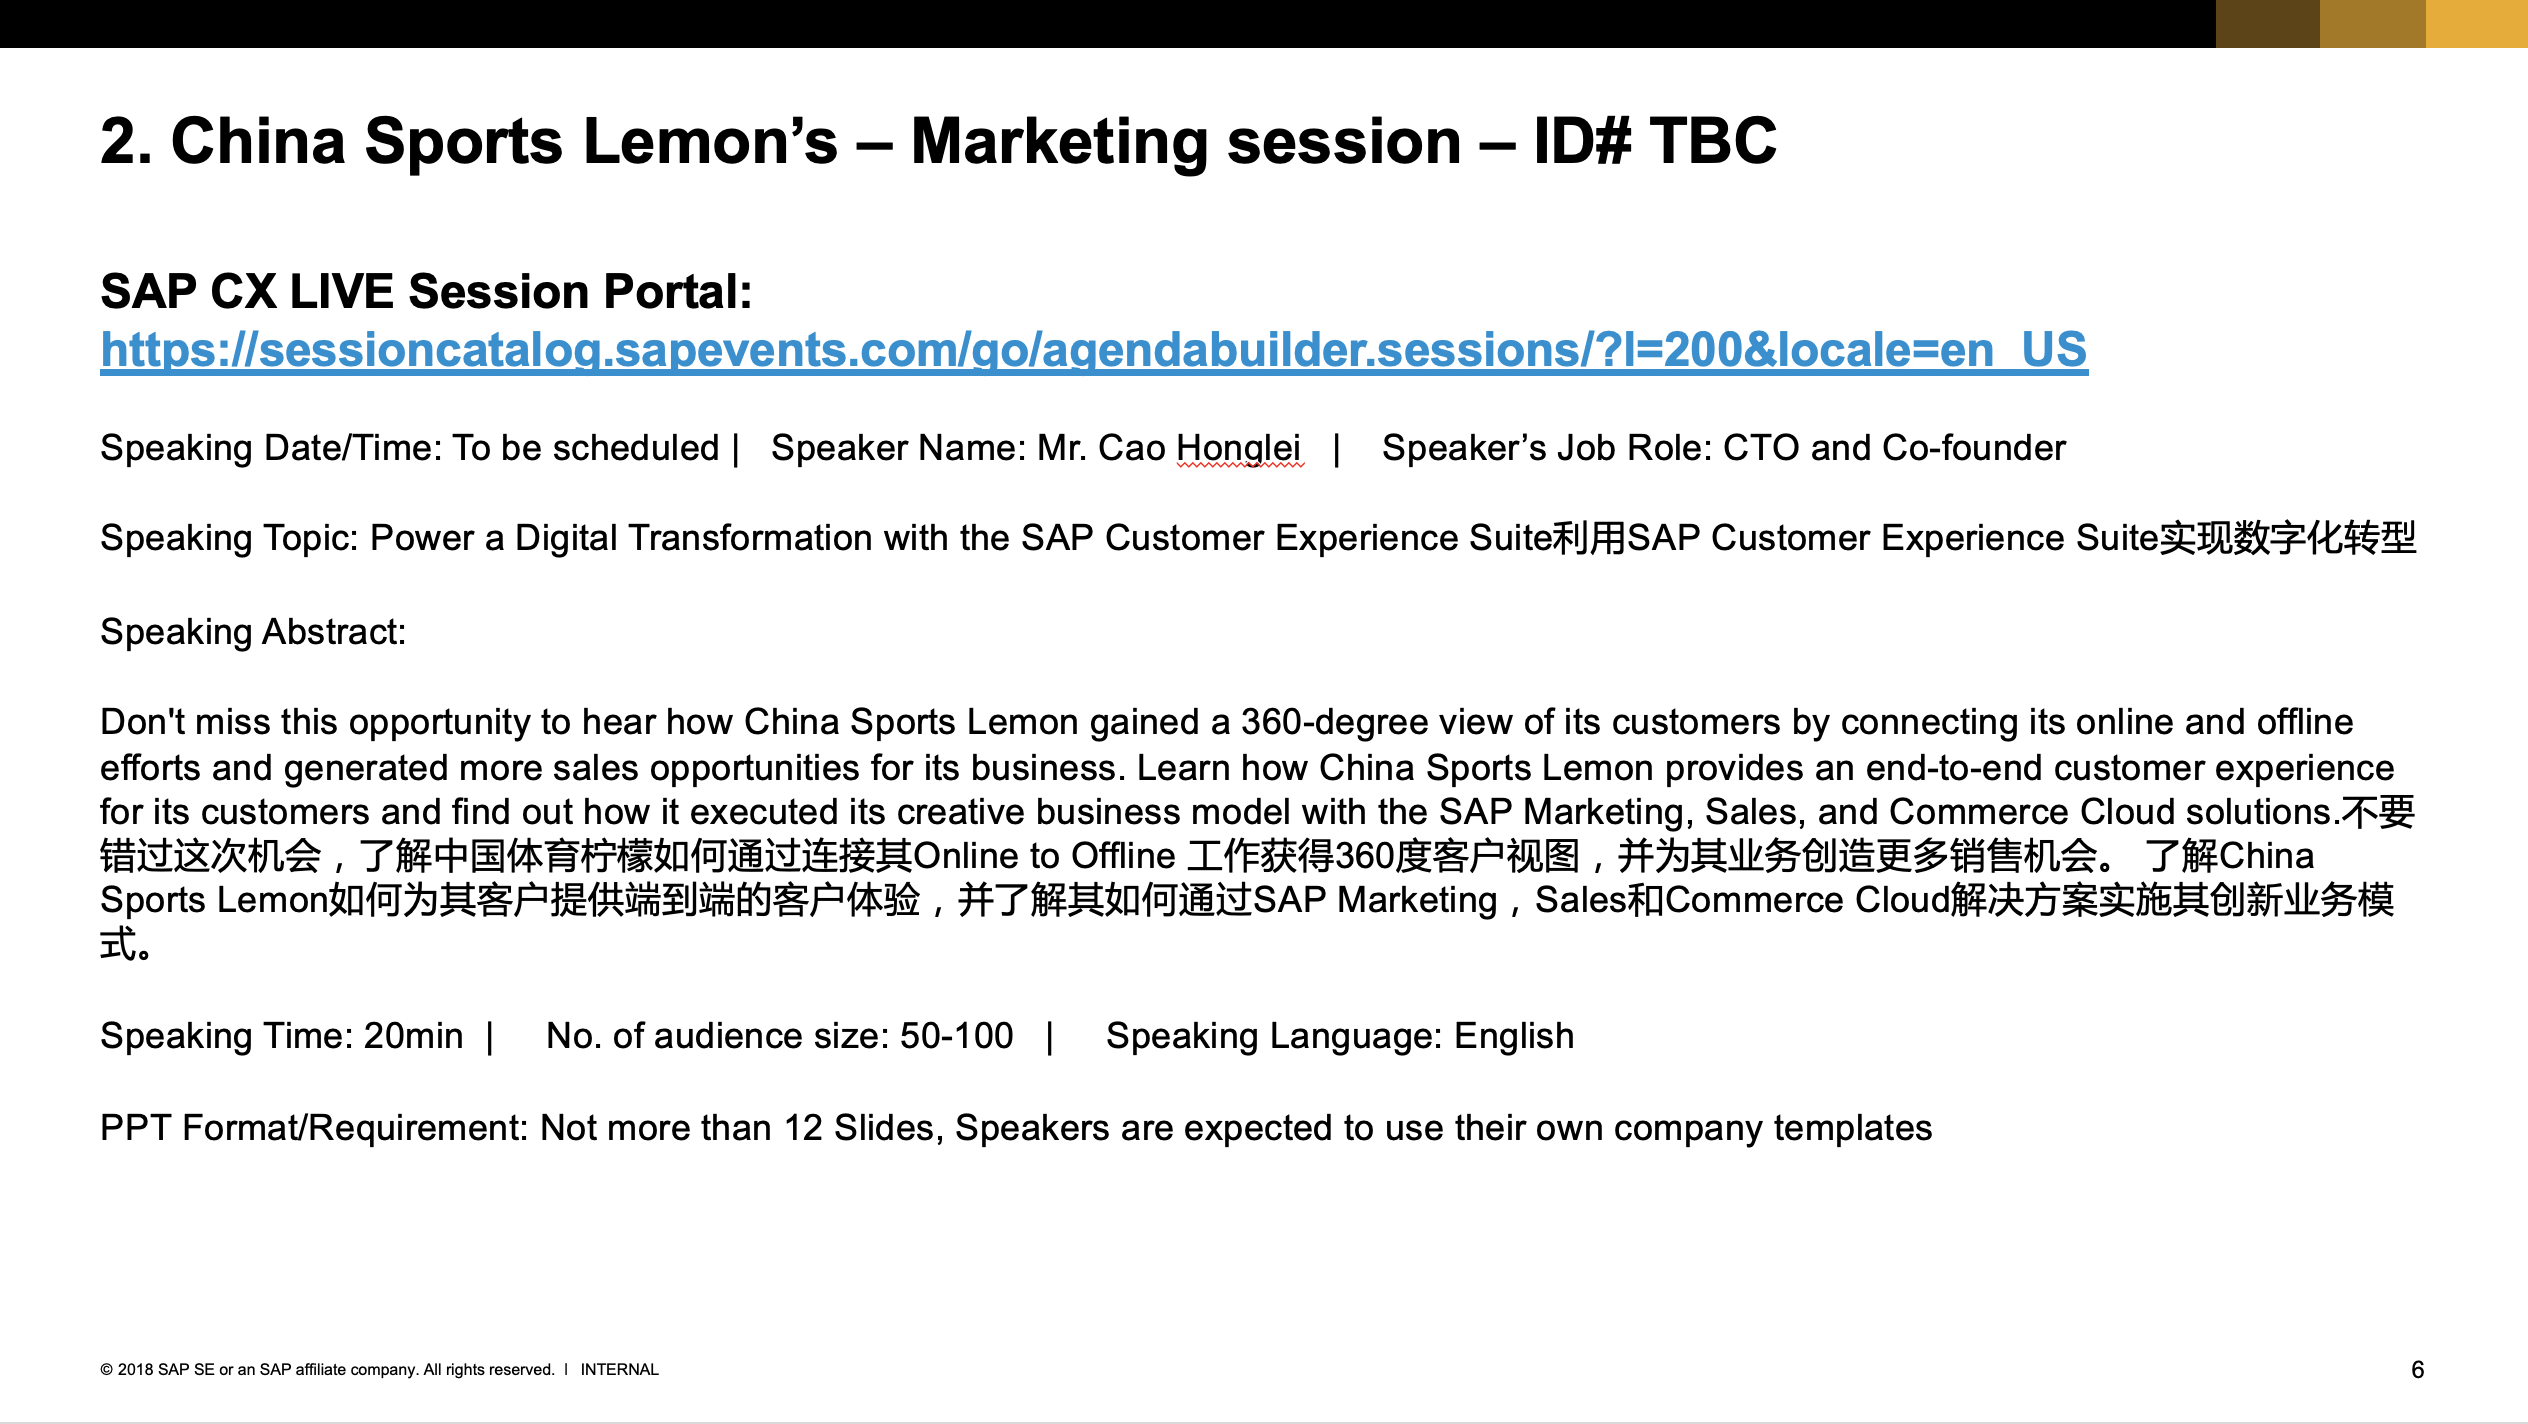 2. China Sports Lemon’s – Marketing session – ID# TBC
SAP CX LIVE Session Portal:
https://sessioncatalog.sapevents.com/go/agendabuilder.sessions/?l=200&locale=en_US
Speaking Date/Time: To be scheduled | Speaker Name: Mr. Cao Honglei | Speaker’s Job Role: CTO and Co-founder
Speaking Topic: Power a Digital Transformation with the SAP Customer Experience Suite利用SAP Customer Experience Suite实现数字化转型
Speaking Abstract:
Don't miss this opportunity to hear how China Sports Lemon gained a 360-degree view of its customers by connecting its online and offline
efforts and generated more sales opportunities for its business. Learn how China Sports Lemon provides an end-to-end customer experience
for its customers and find out how it executed its creative business model with the SAP Marketing, Sales, and Commerce Cloud solutions.不要
错过这次机会，了解中国体育柠檬如何通过连接其Online to Offline 工作获得360度客户视图，并为其业务创造更多销售机会。 了解China
Sports Lemon如何为其客户提供端到端的客户体验，并了解其如何通过SAP Marketing，Sales和Commerce Cloud解决方案实施其创新业务模
式。
Speaking Time: 20min | No. of audience size: 50-100 | Speaking Language: English
PPT Format/Requirement: Not more than 12 Slides, Speakers are expected to use their own company templates
© 2018 SAP SE or an SAP affiliate company. All rights reserved. ǀ INTERNAL
6